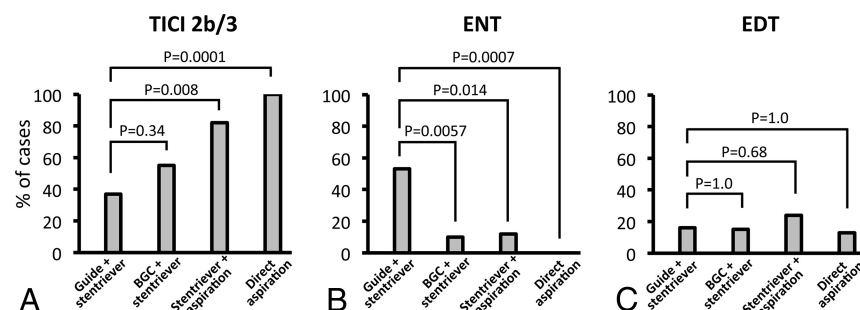 TICI 2b/3
ENT
EDT
P=0.0001
P=0.008
P=0.34
100
80
60
40
20
0
% of cases
Guide +
stentriever
BGC +
stentriever
Stentriever +
aspiration
Direct
aspiration
A
P=0.0007
P=0.014
P=0.0057
100
80
60
40
20
0
Guide +
stentriever
BGC +
stentriever
Stentriever +
aspiration
Direct
aspiration
B
P=1.0
P=0.68
P=1.0
100
80
60
40
20
0
Guide +
stentriever
BGC +
stentriever
Stentriever +
aspiration
Direct
aspiration
C